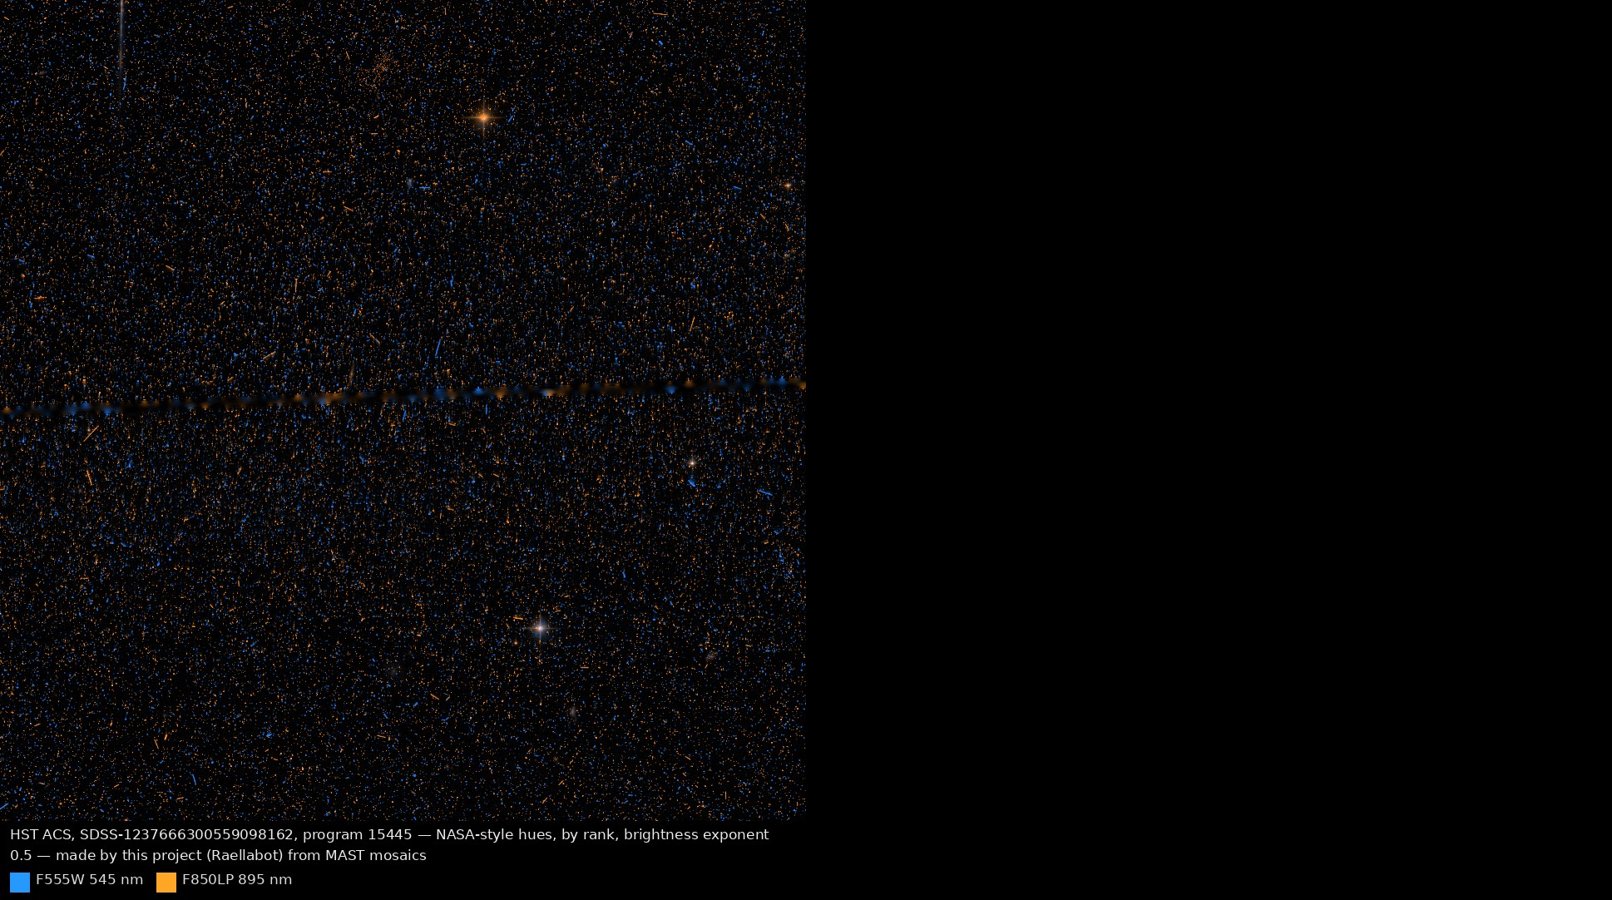 HST ACS, SDSS-1237666300559098162, program 15445 — NASA-style hues, by rank, brightness exponent
0.5 — made by this project (Raellabot) from MAST mosaics
F555W 545 nm F850LP 895 nm